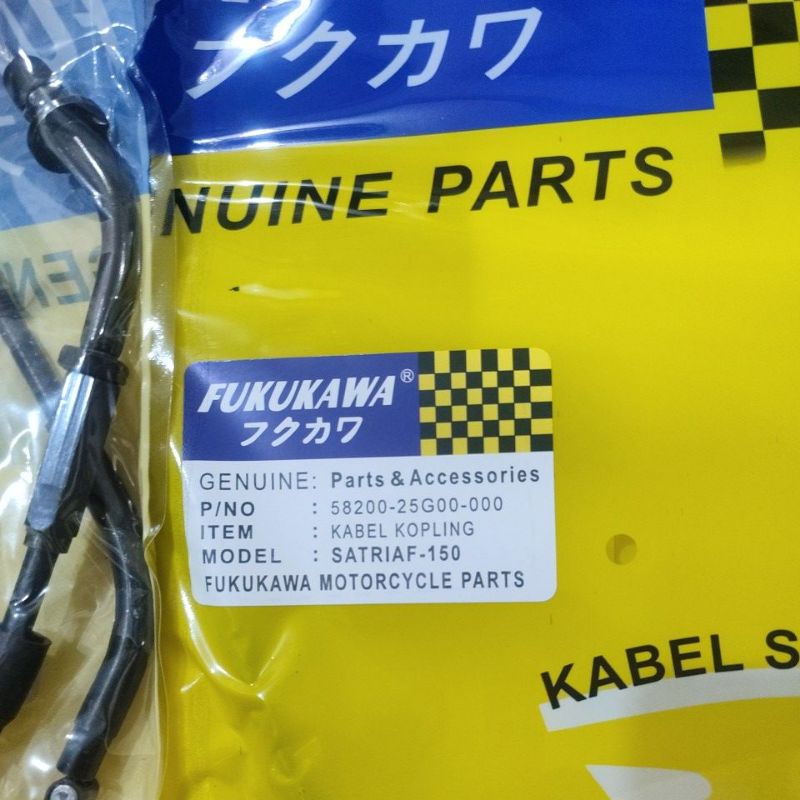 フクカワ
NUINE PARTS
GEN
FUKUKAWA®
フクカワ
GENUINE: Parts & Accessories
P/NO : 58200-25G00-000
ITEM : KABEL KOPLING
MODEL : SATRIAF-150
FUKUKAWA MOTORCYCLE PARTS
KABEL S